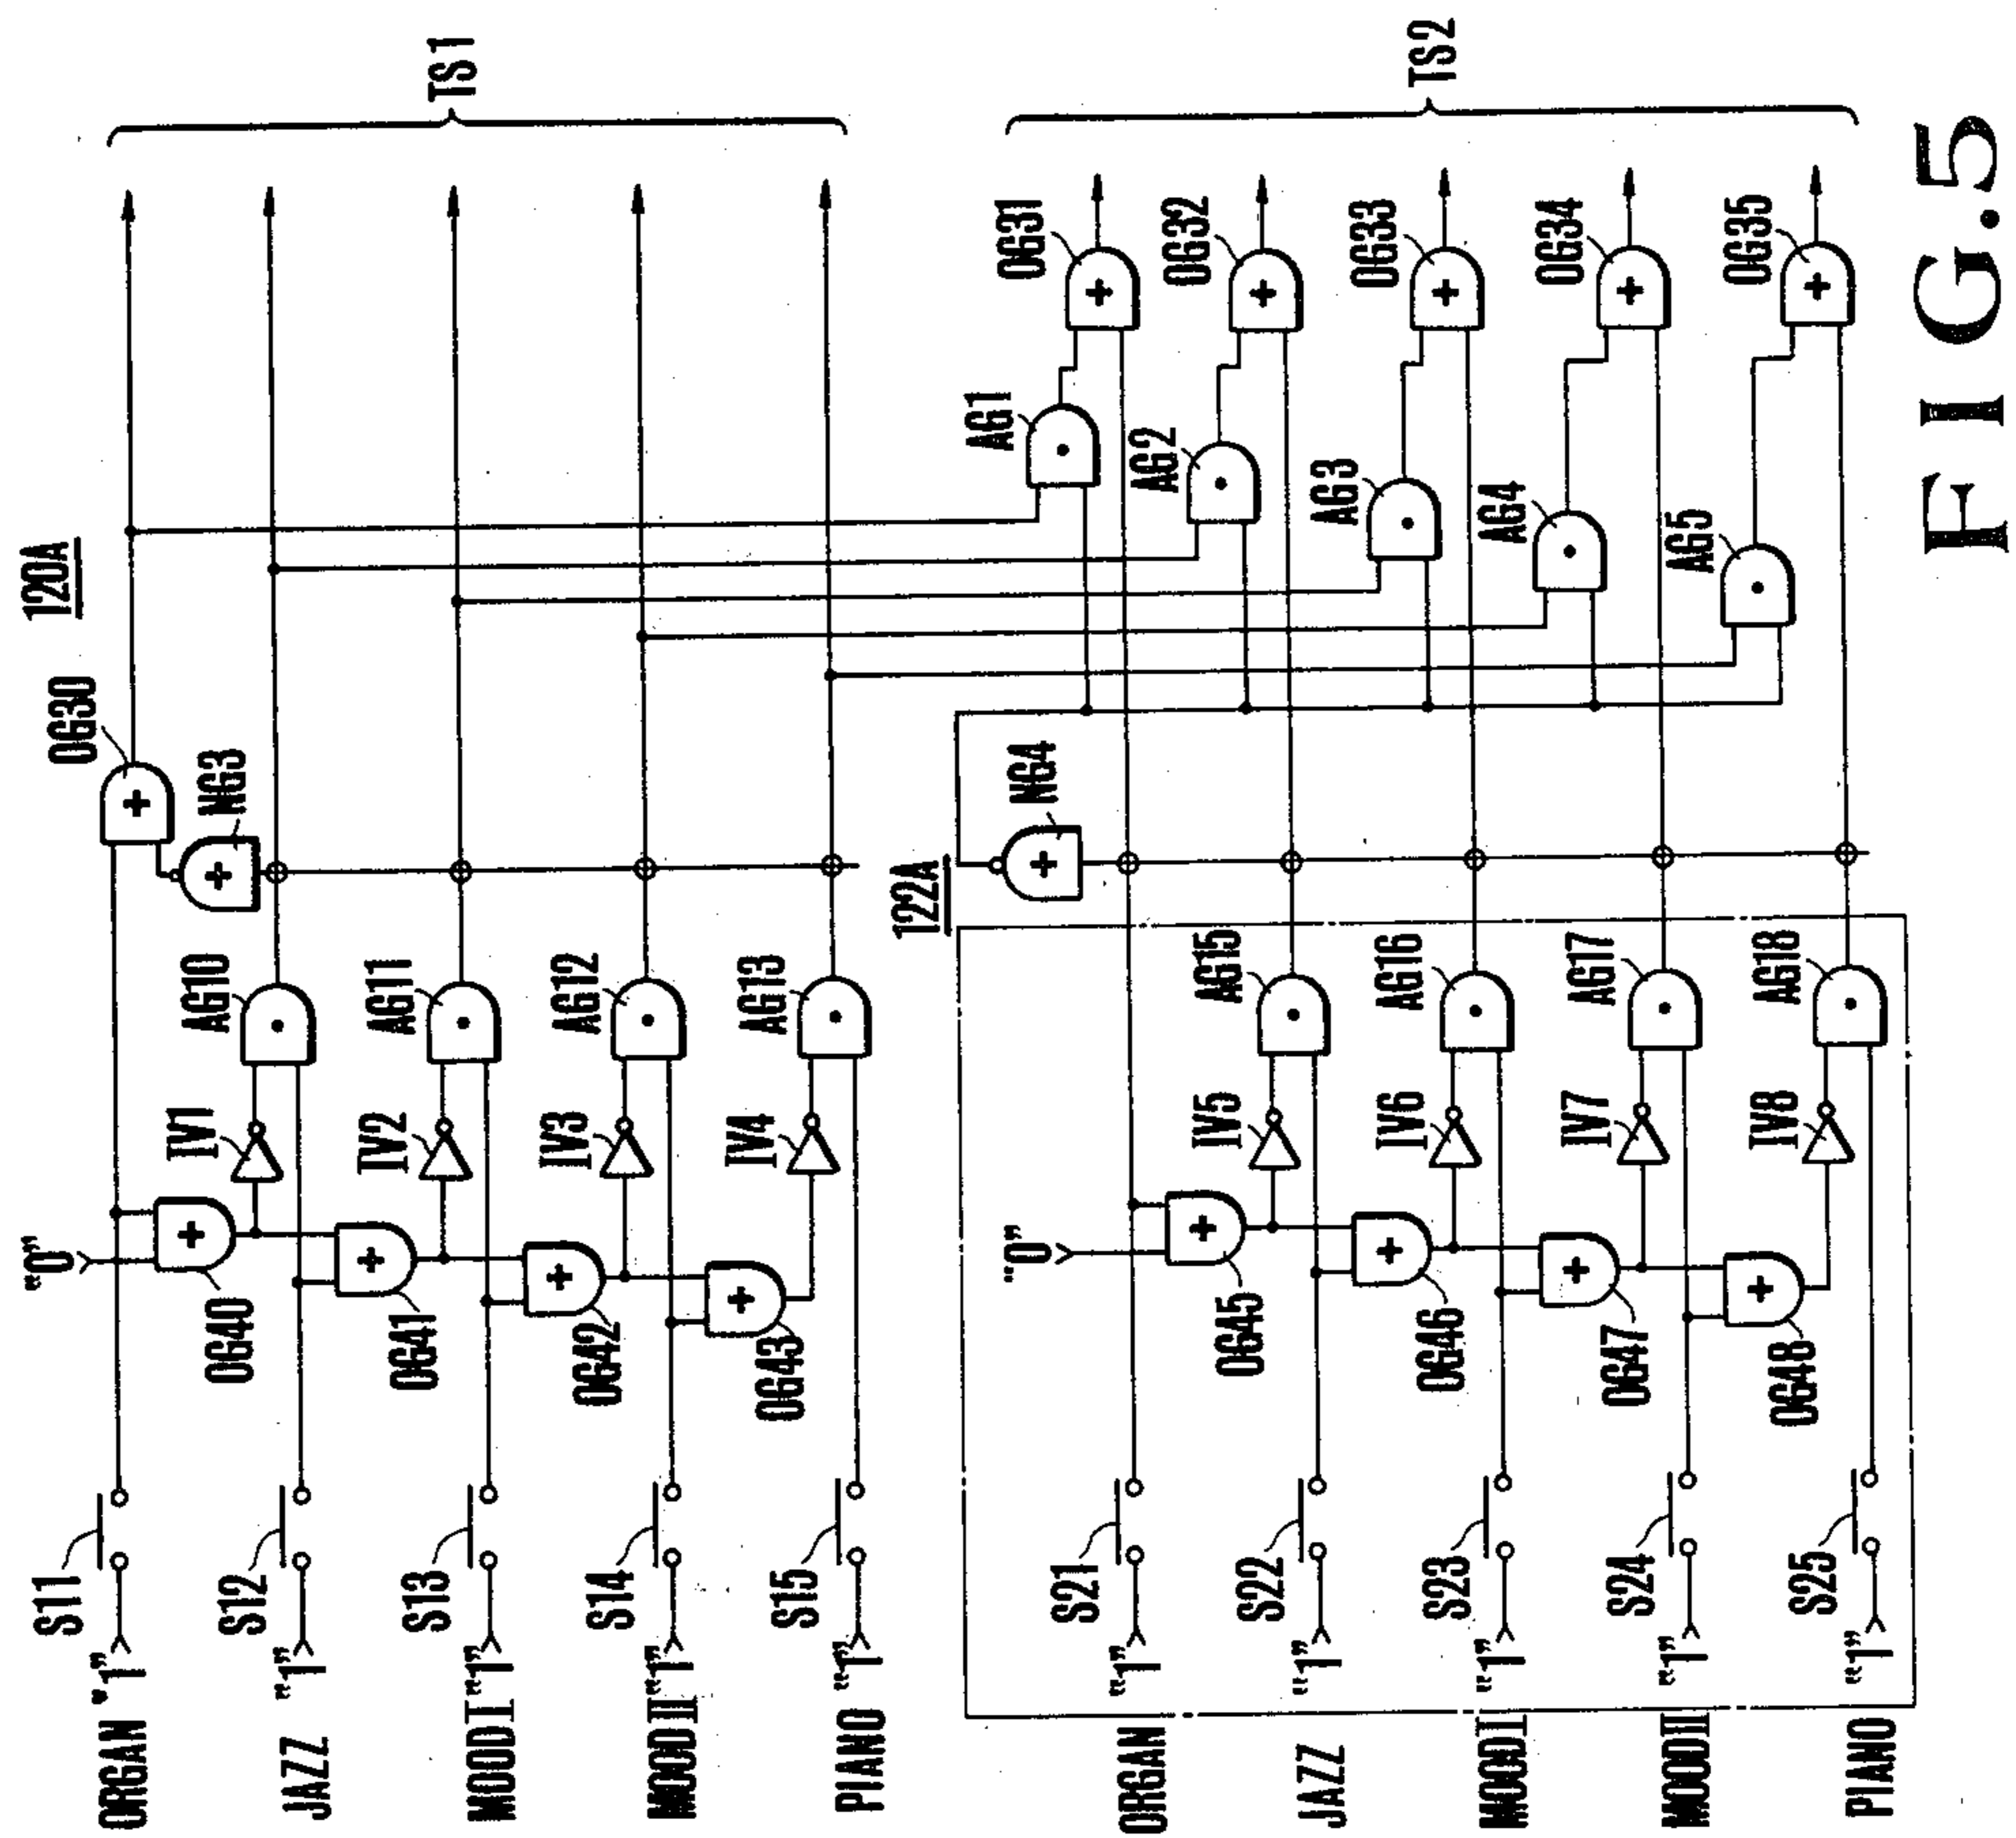 120A
ORGAN "1"
S11
"0"
OG40
OG30
NG3
TS1
JAZZ "1"
S12
IV1
AG10
OG41
MOODI "1"
S13
IV2
AG11
OG42
MOODII "1"
S14
IV3
AG12
OG43
PIANO "1"
S15
IV4
AG13
122A
NG4
ORGAN "1"
S21
"0"
OG45
AG1
OG31
TS2
JAZZ "1"
S22
IV5
AG15
OG46
AG2
OG32
MOODI "1"
S23
IV6
AG16
OG47
AG3
OG33
MOODII "1"
S24
IV7
AG17
OG48
AG4
OG34
PIANO "1"
S25
IV8
AG18
AG5
OG35
FIG.5